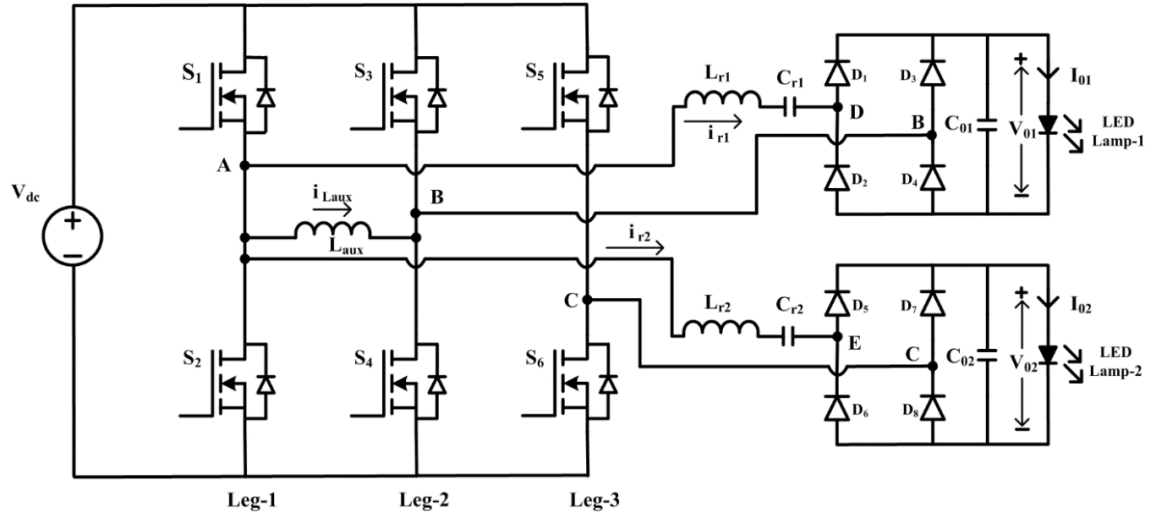 S1
S3
S5
Lr1
Cr1
D1
D3
I01
D
B
ir1
C01
V01
LED
Lamp-1
D2
D4
A
Vdc
iLaux
B
Laux
ir2
C
Lr2
Cr2
D5
D7
I02
E
C
C02
V02
LED
Lamp-2
D6
D8
S2
S4
S6
Leg-1
Leg-2
Leg-3